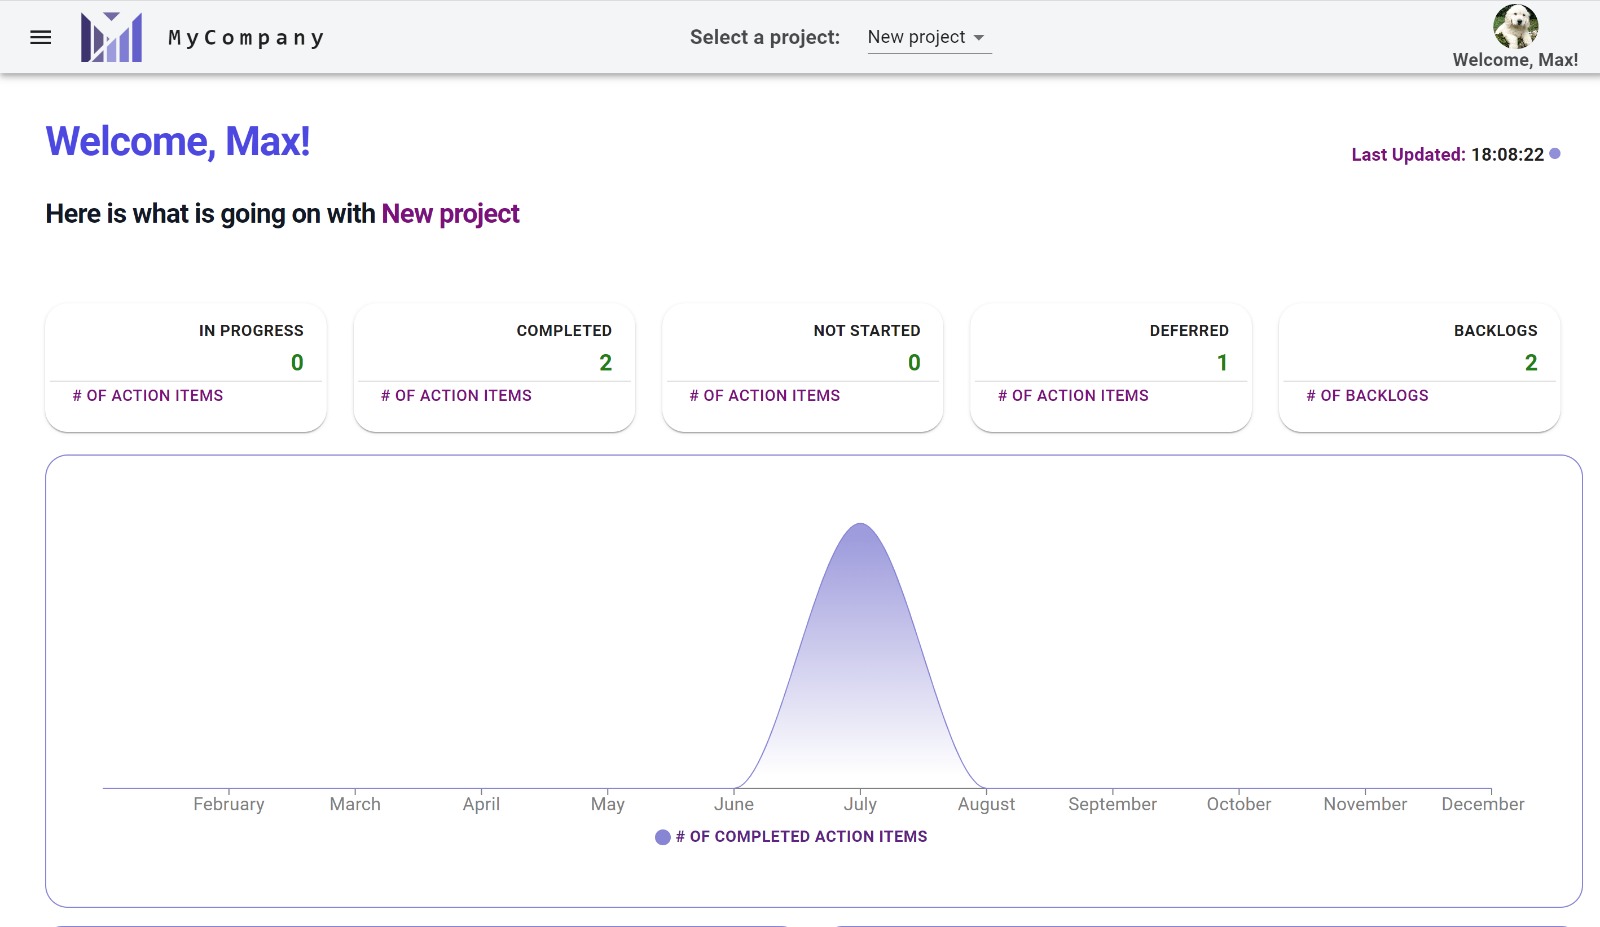 MyCompany
Select a project: New project
Welcome, Max!
Welcome, Max!
Last Updated: 18:08:22
Here is what is going on with New project
IN PROGRESS
0
# OF ACTION ITEMS
COMPLETED
2
# OF ACTION ITEMS
NOT STARTED
0
# OF ACTION ITEMS
DEFERRED
1
# OF ACTION ITEMS
BACKLOGS
2
# OF BACKLOGS
February March April May June July August September October November December
# OF COMPLETED ACTION ITEMS